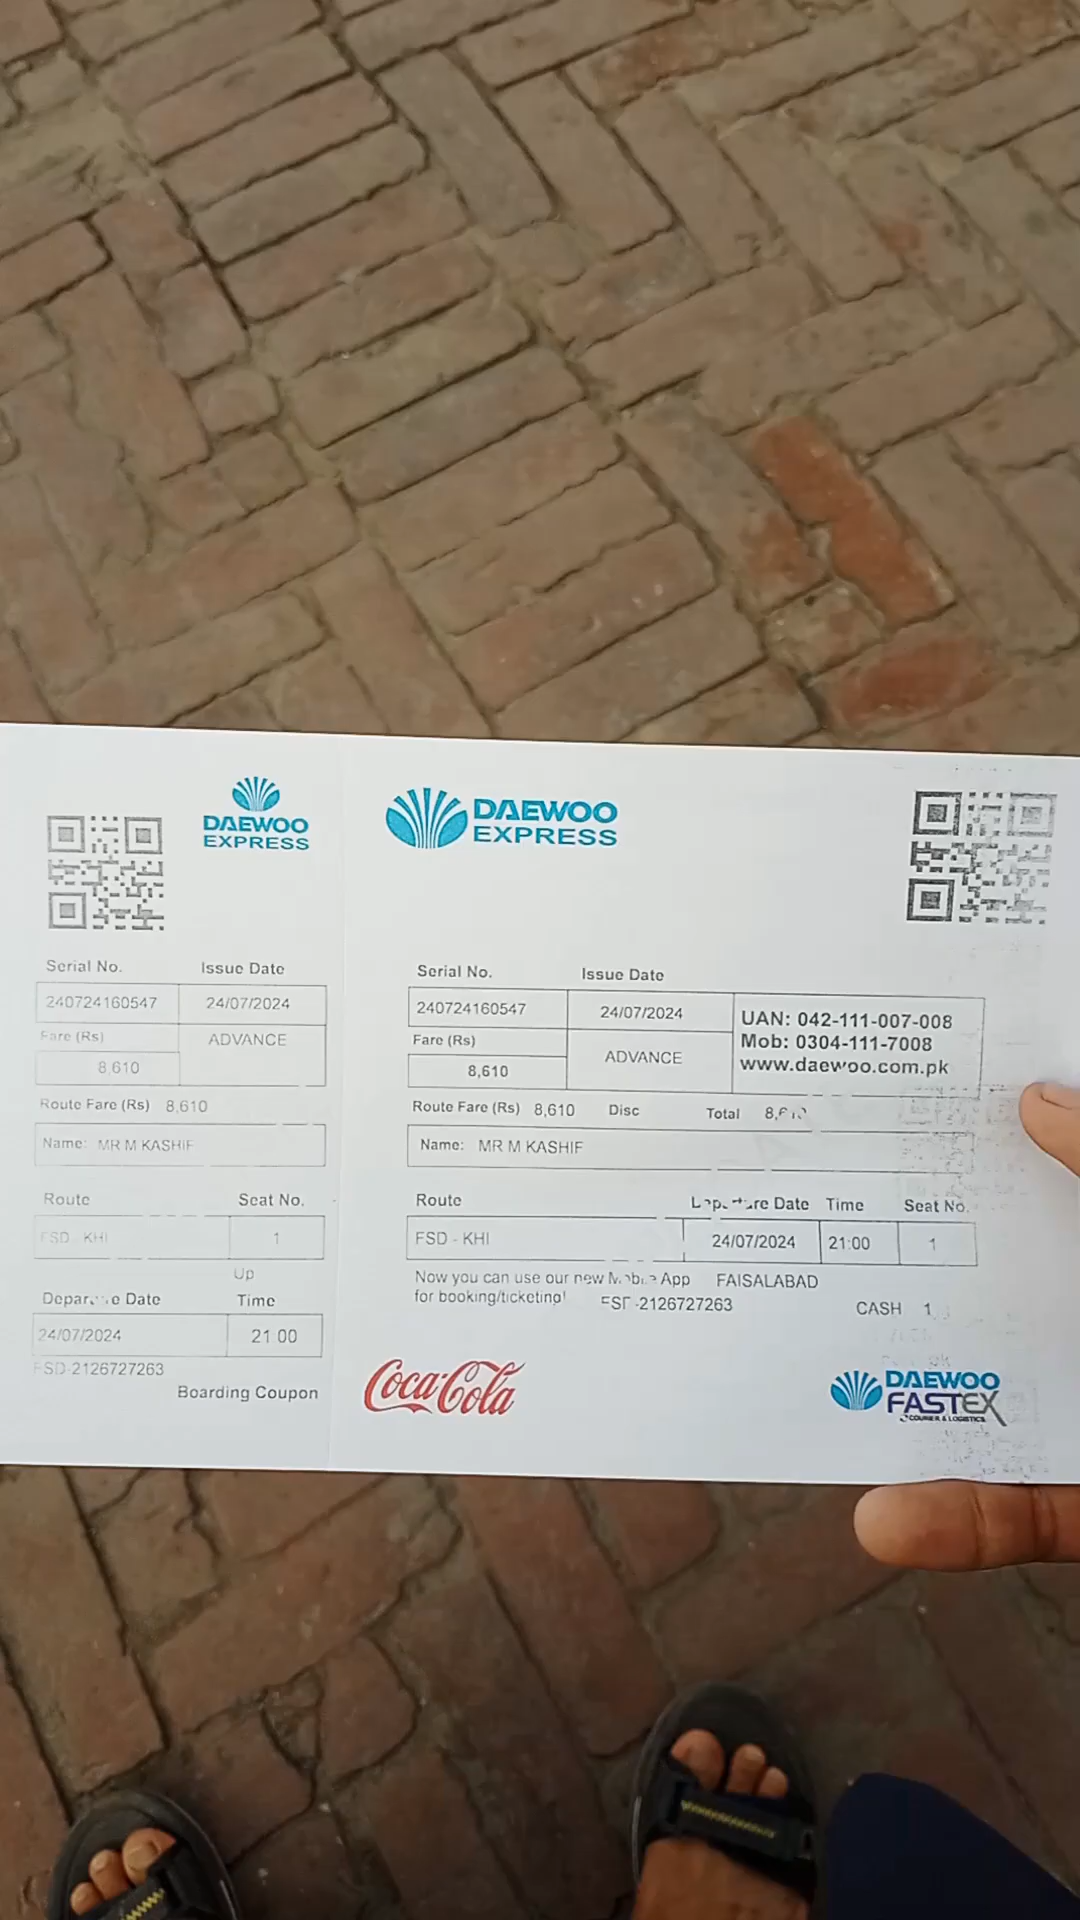 DAEWOO
EXPRESS
Serial No. Issue Date
240724160547 24/07/2024
Fare (Rs) ADVANCE
8,610
Route Fare (Rs) 8,610
Name: MR M KASHIF
Route Seat No.
FSD - KHI 1
Up
Date Time
24/07/2024 21 00
FSD-2126727263
Boarding Coupon
DAEWOO
EXPRESS
Serial No. Issue Date
240724160547 24/07/2024
UAN: 042-111-007-008
Fare (Rs) ADVANCE
Mob: 0304-111-7008
8,610
www.daewoo.com.pk
Route Fare (Rs) 8,610 Disc Total
Name: MR M KASHIF
Route Date Time Seat No.
FSD - KHI 24/07/2024 21:00 1
Now you can use our new App FAISALABAD
for booking/ticketing! -2126727263 CASH 1
Coca-Cola
DAEWOO
FASTEX
COURIER & LOGISTICS